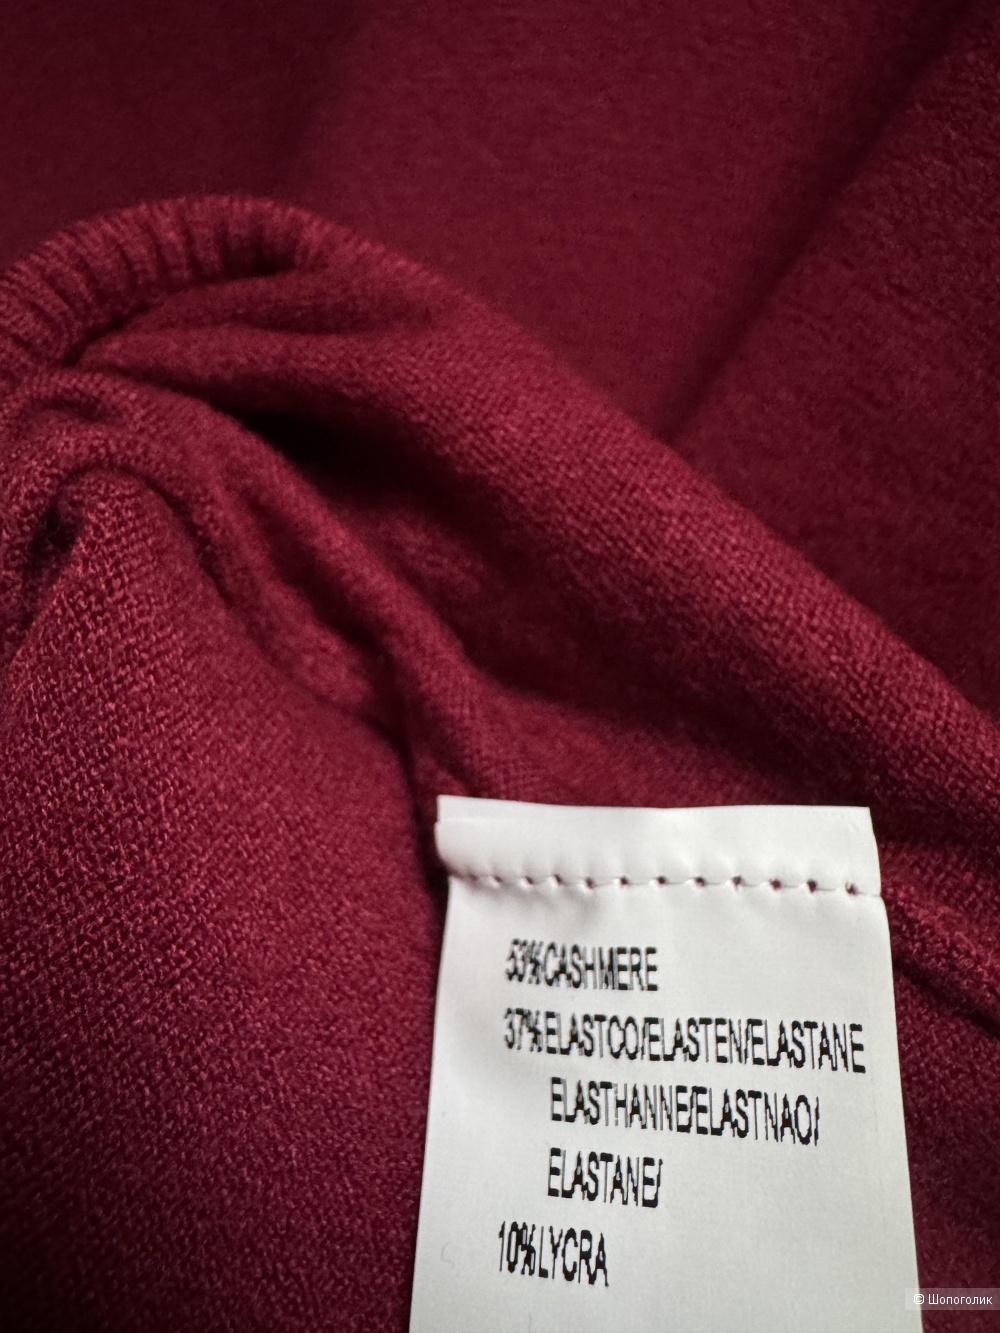 53%CASHMERE
37%ELASTCO/ELASTEN/ELASTANE
ELASTHANNE/ELASTNAO/
ELASTANE/
10%LYCRA
© Шопоголик